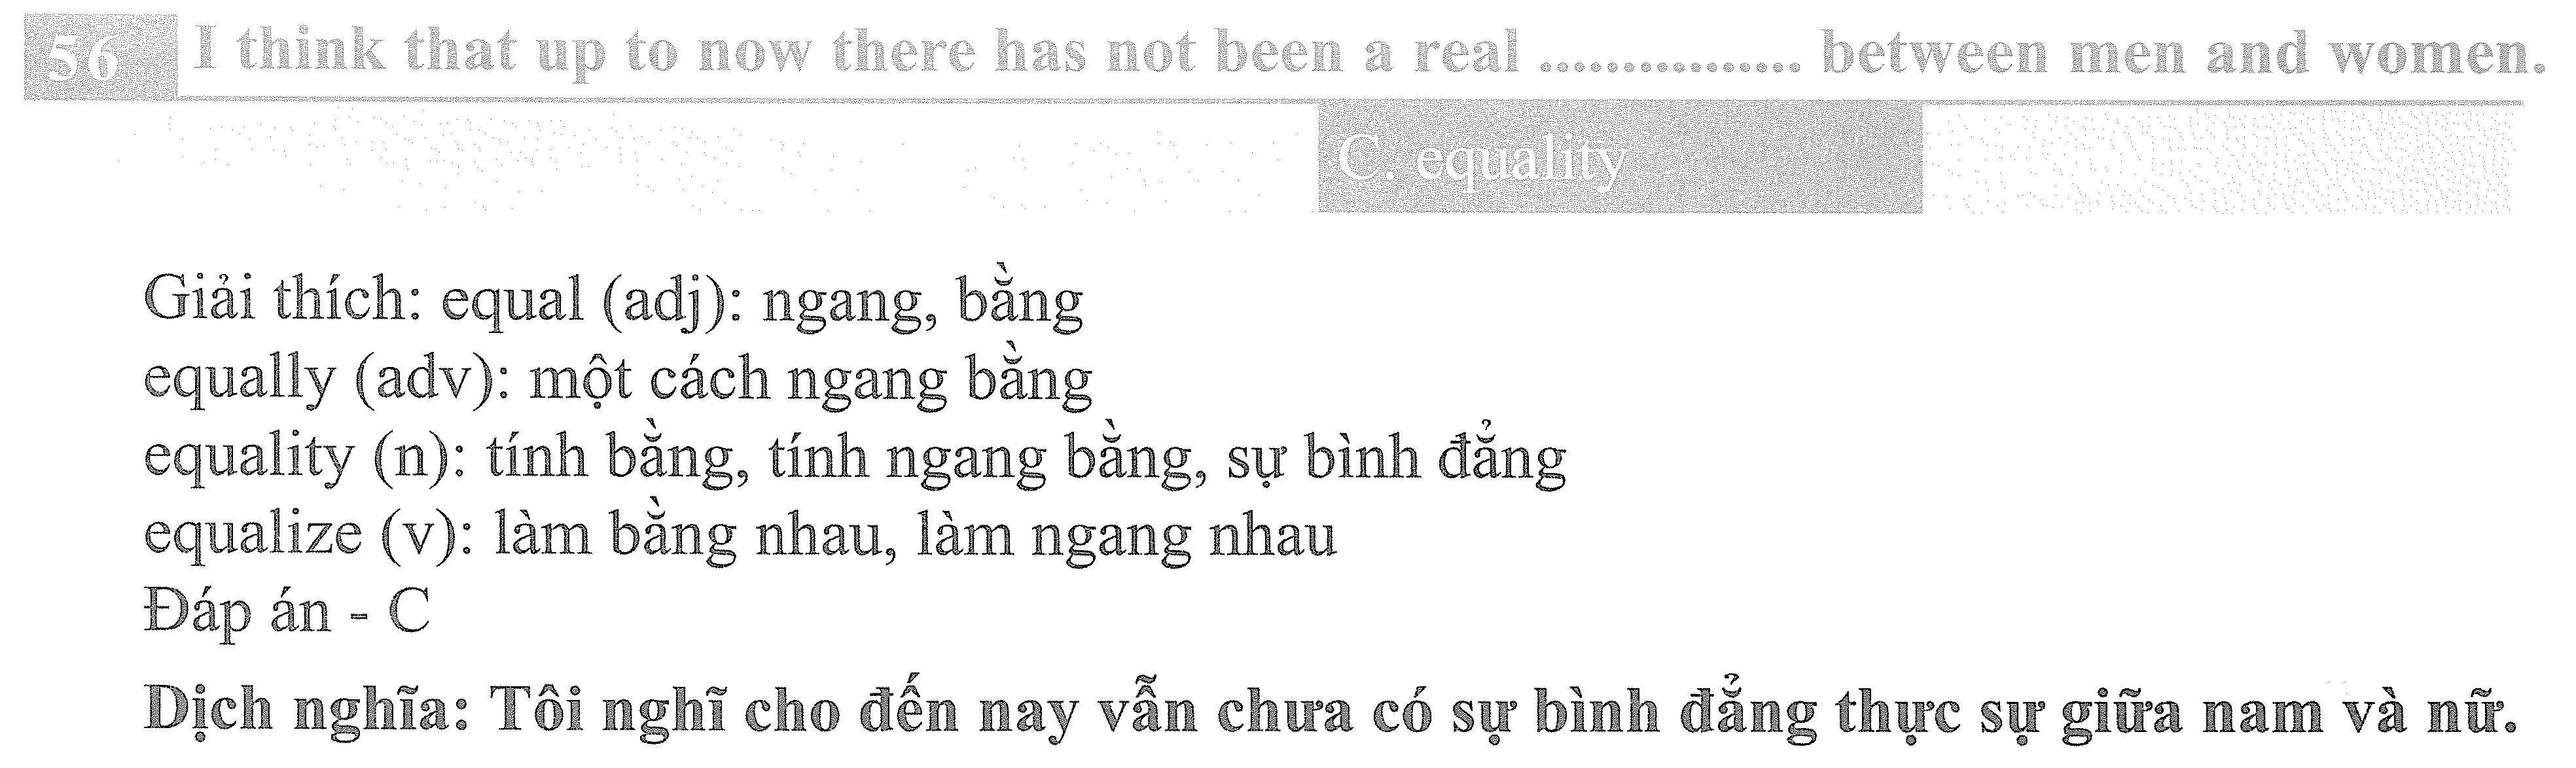 56 I think that up to now there has not been a real ............... between men and women.
C. equality
Giải thích: equal (adj): ngang, bằng
equally (adv): một cách ngang bằng
equality (n): tính bằng, tính ngang bằng, sự bình đẳng
equalize (v): làm bằng nhau, làm ngang nhau
Đáp án - C
Dịch nghĩa: Tôi nghĩ cho đến nay vẫn chưa có sự bình đẳng thực sự giữa nam và nữ.